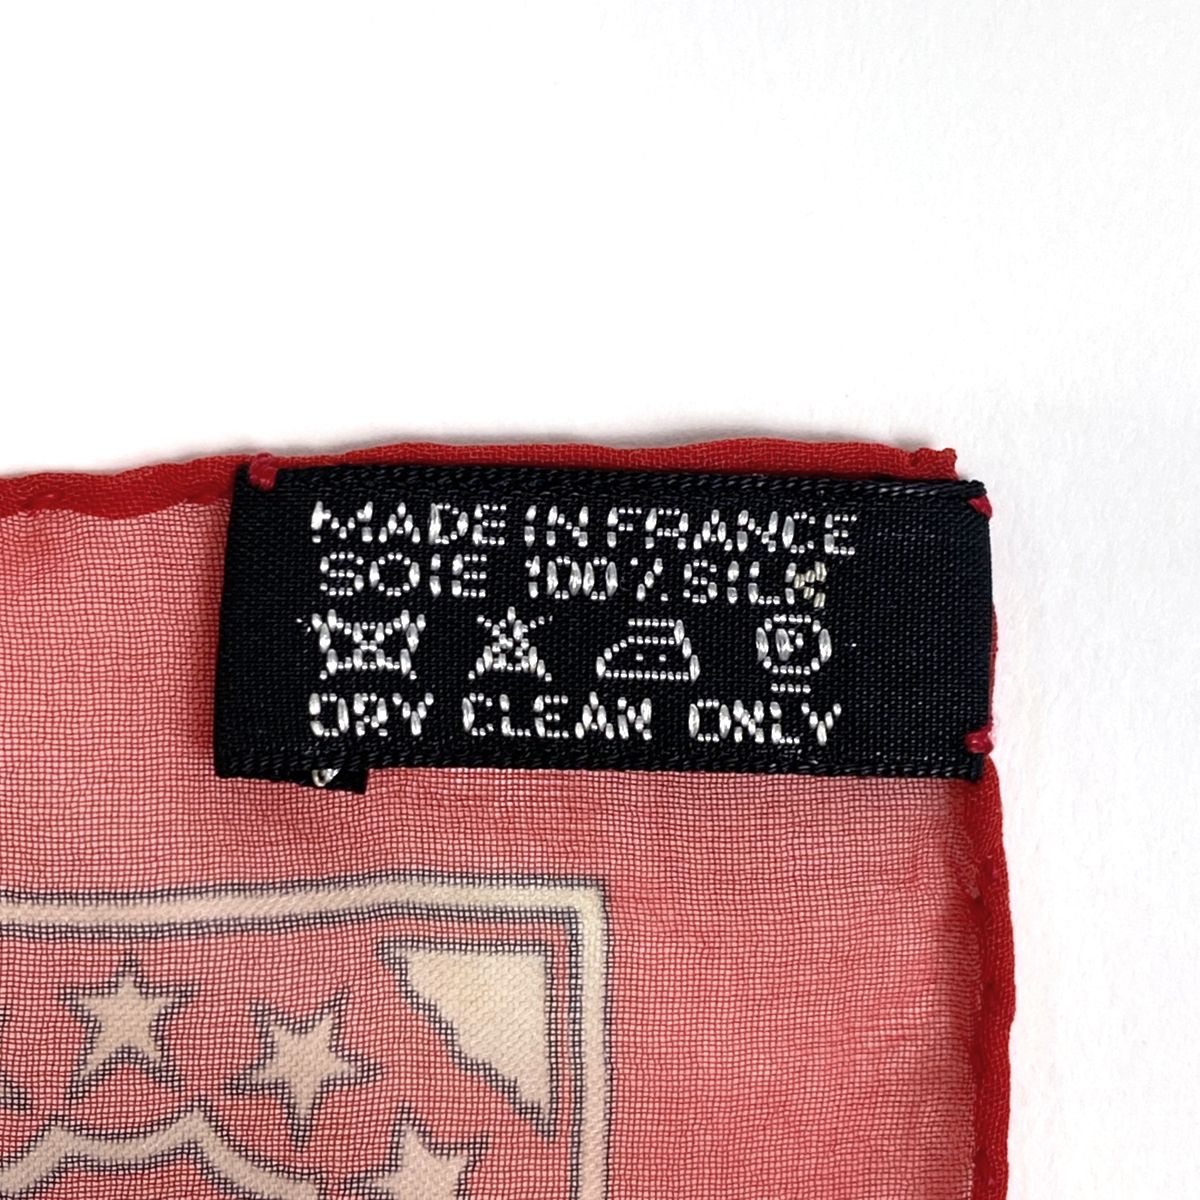 MADE IN FRANCE
SOIE 100% SILK
P
DRY CLEAN ONLY